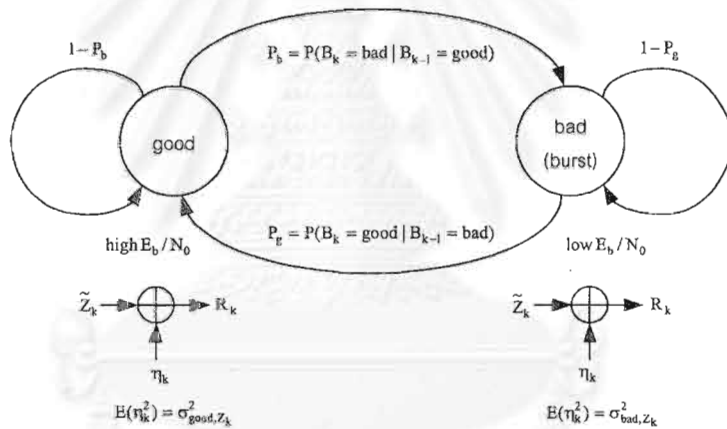 1 – P_b
P_b = P(B_k = bad | B_{k-1} = good)
1 – P_g
good
bad
(burst)
P_g = P(B_k = good | B_{k-1} = bad)
high E_b / N_0
low E_b / N_0
Z̃_k
R_k
Z̃_k
R_k
η_k
η_k
E(η_k^2) = σ^2_{good,Z_k}
E(η_k^2) = σ^2_{bad,Z_k}